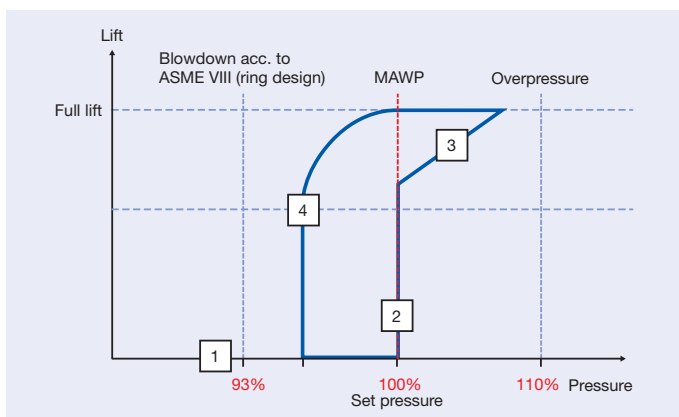 Lift
Blowdown acc. to
ASME VIII (ring design)
MAWP
Overpressure
Full lift
3
4
2
1
93%
100%
110%
Pressure
Set pressure